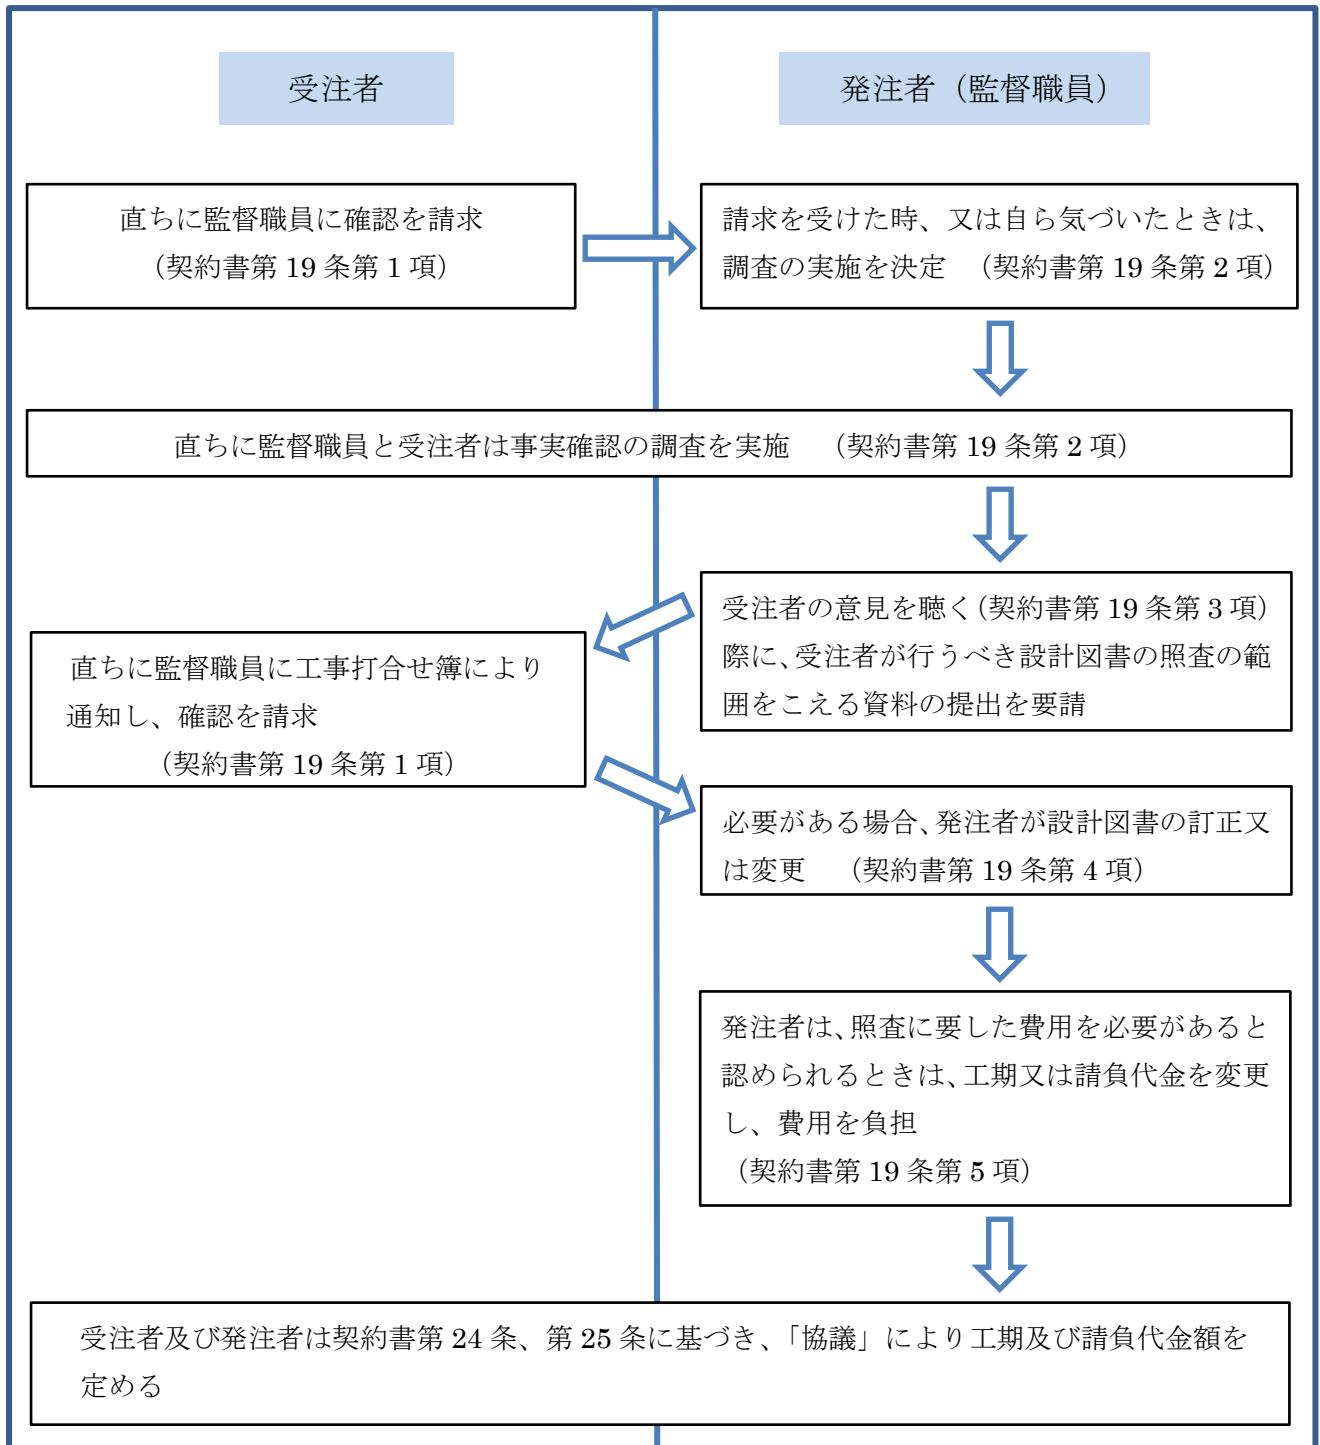 受注者
発注者（監督職員）
直ちに監督職員に確認を請求
（契約書第 19 条第 1 項）
請求を受けた時、又は自ら気づいたときは、
調査の実施を決定　（契約書第 19 条第 2 項）
直ちに監督職員と受注者は事実確認の調査を実施　（契約書第 19 条第 2 項）
受注者の意見を聴く（契約書第 19 条第 3 項）
際に、受注者が行うべき設計図書の照査の範
囲をこえる資料の提出を要請
直ちに監督職員に工事打合せ簿により
通知し、確認を請求
（契約書第 19 条第 1 項）
必要がある場合、発注者が設計図書の訂正又
は変更　（契約書第 19 条第 4 項）
発注者は、照査に要した費用を必要があると
認められるときは、工期又は請負代金を変更
し、費用を負担
（契約書第 19 条第 5 項）
受注者及び発注者は契約書第 24 条、第 25 条に基づき、「協議」により工期及び請負代金額を
定める